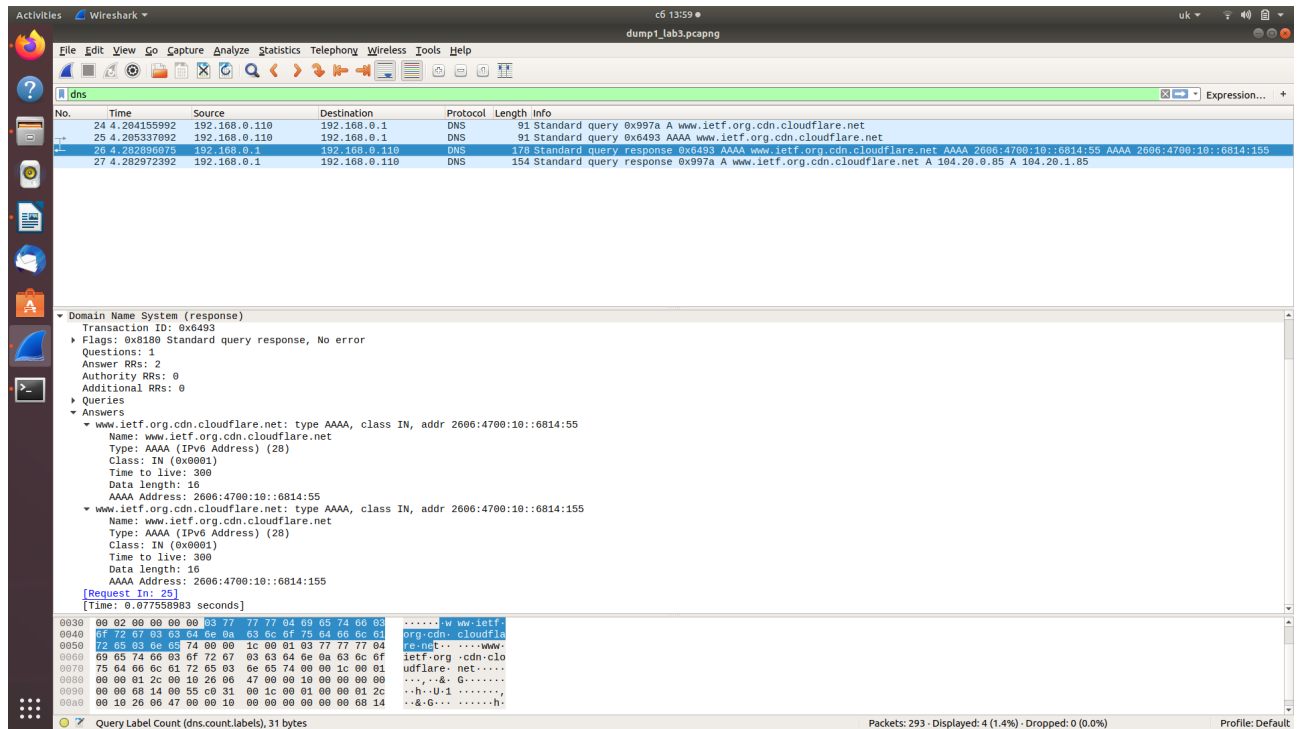 Activities Wireshark сб 13:59 uk
dump1_lab3.pcapng
File Edit View Go Capture Analyze Statistics Telephony Wireless Tools Help
dns Expression... +
No. Time Source Destination Protocol Length Info
24 4.204155992 192.168.0.110 192.168.0.1 DNS 91 Standard query 0x997a A www.ietf.org.cdn.cloudflare.net
25 4.205337092 192.168.0.110 192.168.0.1 DNS 91 Standard query 0x6493 AAAA www.ietf.org.cdn.cloudflare.net
26 4.282896075 192.168.0.1 192.168.0.110 DNS 178 Standard query response 0x6493 AAAA www.ietf.org.cdn.cloudflare.net AAAA 2606:4700:10::6814:55 AAAA 2606:4700:10::6814:155
27 4.282972392 192.168.0.1 192.168.0.110 DNS 154 Standard query response 0x997a A www.ietf.org.cdn.cloudflare.net A 104.20.0.85 A 104.20.1.85
Domain Name System (response)
Transaction ID: 0x6493
Flags: 0x8180 Standard query response, No error
Questions: 1
Answer RRs: 2
Authority RRs: 0
Additional RRs: 0
Queries
Answers
www.ietf.org.cdn.cloudflare.net: type AAAA, class IN, addr 2606:4700:10::6814:55
Name: www.ietf.org.cdn.cloudflare.net
Type: AAAA (IPv6 Address) (28)
Class: IN (0x0001)
Time to live: 300
Data length: 16
AAAA Address: 2606:4700:10::6814:55
www.ietf.org.cdn.cloudflare.net: type AAAA, class IN, addr 2606:4700:10::6814:155
Name: www.ietf.org.cdn.cloudflare.net
Type: AAAA (IPv6 Address) (28)
Class: IN (0x0001)
Time to live: 300
Data length: 16
AAAA Address: 2606:4700:10::6814:155
[Request In: 25]
[Time: 0.077558983 seconds]
0030 00 02 00 00 00 00 03 77 77 77 04 69 65 74 66 03 ······w ww·ietf·
0040 6f 72 67 03 63 64 6e 0a 63 6c 6f 75 64 66 6c 61 org·cdn· cloudfla
0050 72 65 03 6e 65 74 00 00 1c 00 01 03 77 77 77 04 re·net·· ····www·
0060 69 65 74 66 03 6f 72 67 03 63 64 6e 0a 63 6c 6f ietf·org ·cdn·clo
0070 75 64 66 6c 61 72 65 03 6e 65 74 00 00 1c 00 01 udflare· net·····
0080 00 00 01 2c 00 10 26 06 47 00 00 10 00 00 00 00 ···,··&· G·······
0090 00 00 68 14 00 55 c0 31 00 1c 00 01 00 00 01 2c ··h··U·1 ·······,
00a0 00 10 26 06 47 00 00 10 00 00 00 00 00 00 68 14 ··&·G··· ······h·
Query Label Count (dns.count.labels), 31 bytes Packets: 293 · Displayed: 4 (1.4%) · Dropped: 0 (0.0%) Profile: Default